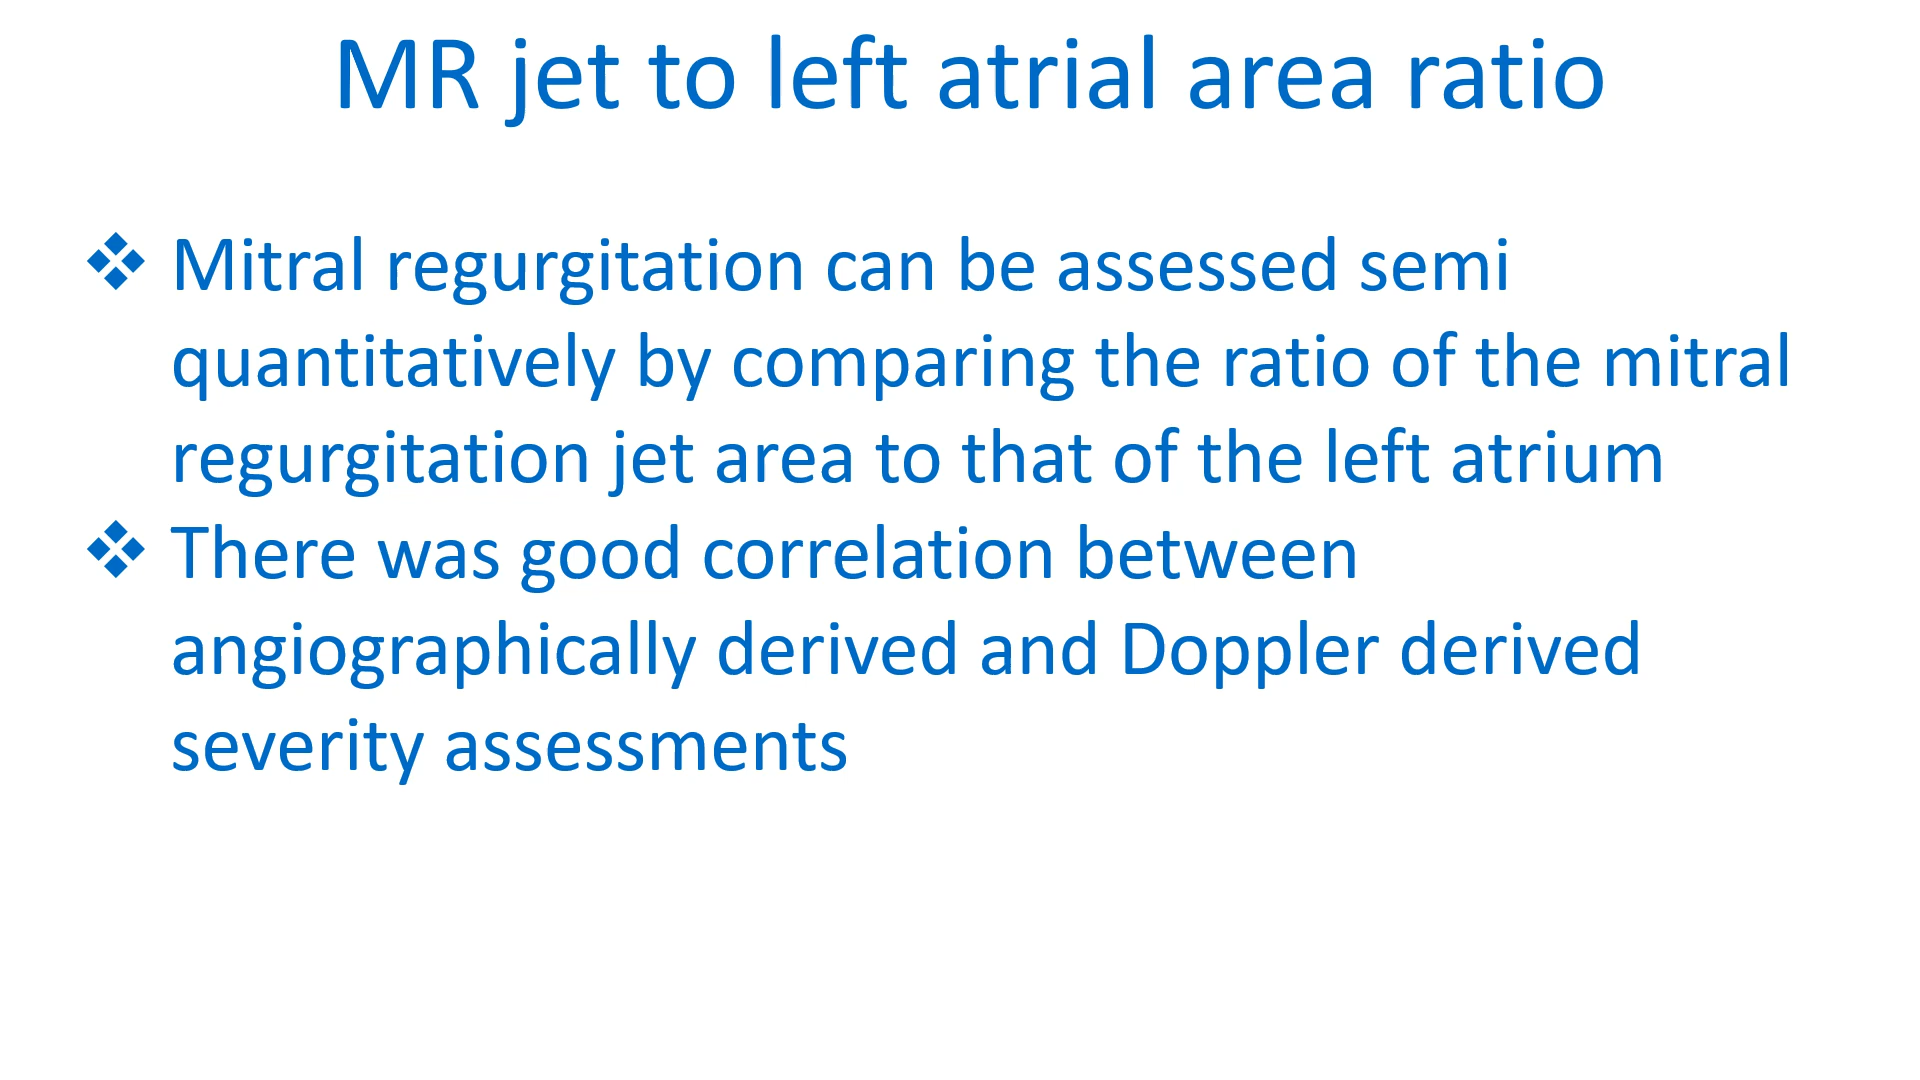 MR jet to left atrial area ratio
❖ Mitral regurgitation can be assessed semi
quantitatively by comparing the ratio of the mitral
regurgitation jet area to that of the left atrium
❖ There was good correlation between
angiographically derived and Doppler derived
severity assessments